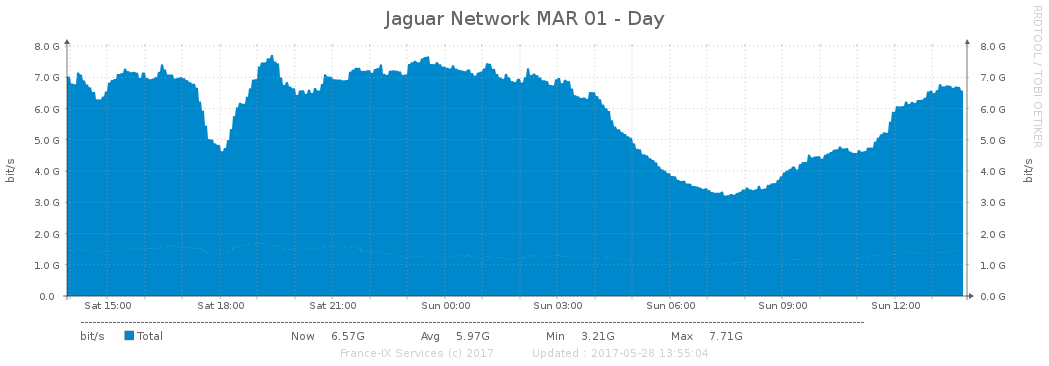 Jaguar Network MAR 01 - Day
RRDTOOL / TOBI OETIKER
8.0 G 8.0 G
7.0 G 7.0 G
6.0 G 6.0 G
5.0 G 5.0 G
4.0 G 4.0 G
3.0 G 3.0 G
2.0 G 2.0 G
1.0 G 1.0 G
0.0 0.0 G
bit/s
bit/s
Sat 15:00 Sat 18:00 Sat 21:00 Sun 00:00 Sun 03:00 Sun 06:00 Sun 09:00 Sun 12:00
bit/s Total Now 6.57G Avg 5.97G Min 3.21G Max 7.71G
France-IX Services (c) 2017 Updated : 2017-05-28 13:55:04